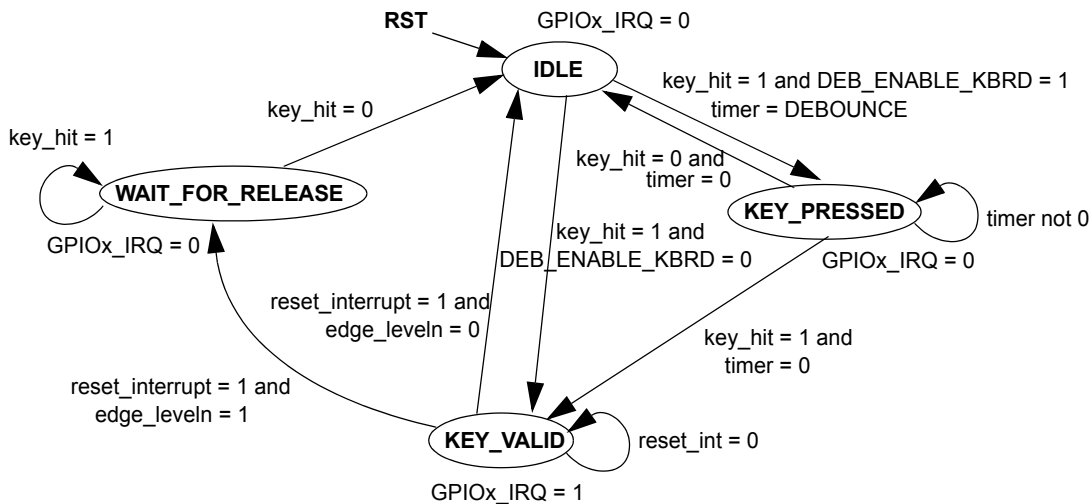 RST
GPIOx_IRQ = 0
IDLE
key_hit = 1 and DEB_ENABLE_KBRD = 1
timer = DEBOUNCE
key_hit = 0
key_hit = 1
key_hit = 0 and
timer = 0
WAIT_FOR_RELEASE
KEY_PRESSED
timer not 0
GPIOx_IRQ = 0
key_hit = 1 and
DEB_ENABLE_KBRD = 0
GPIOx_IRQ = 0
reset_interrupt = 1 and
edge_leveln = 0
key_hit = 1 and
timer = 0
reset_interrupt = 1 and
edge_leveln = 1
KEY_VALID
reset_int = 0
GPIOx_IRQ = 1